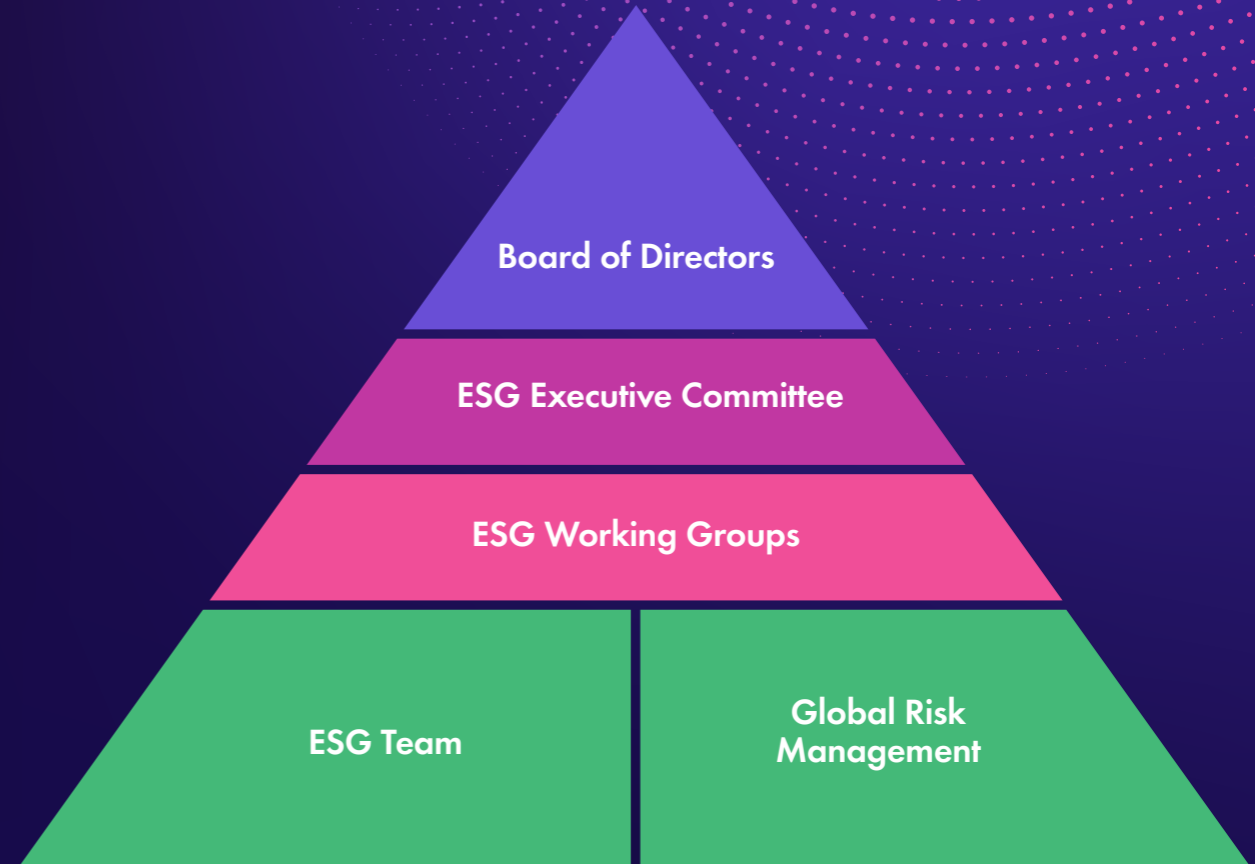 Board of Directors
ESG Executive Committee
ESG Working Groups
ESG Team
Global Risk
Management